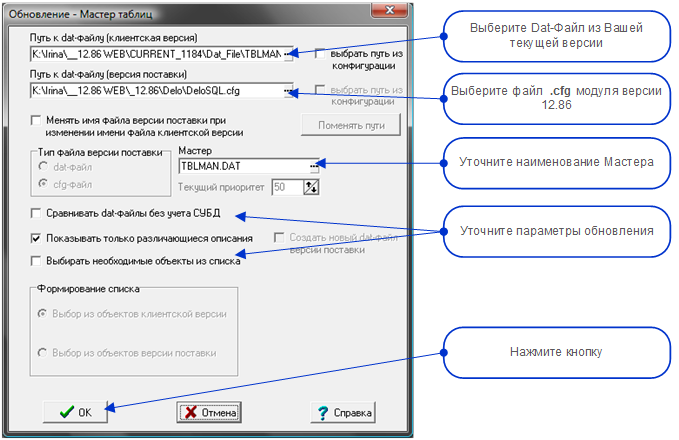 Обновление - Мастер таблиц
Путь к dat-файлу (клиентская версия)
K:\Irina\__12.86 WEB\CURRENT_1184\Dat_File\TBLMAN
...
выбрать путь из
конфигурации
Путь к dat-файлу (версия поставки)
K:\Irina\__12.86 WEB\_12.86\Delo\DeloSQL.cfg
...
выбрать путь из
конфигурации
Менять имя файла версии поставки при
изменении имени файла клиентской версии
Поменять пути
Тип файла версии поставки
dat-файл
cfg-файл
Мастер
TBLMAN.DAT
...
Текущий приоритет 50
Сравнивать dat-файлы без учета СУБД
Показывать только различающиеся описания
Создать новый dat-файл
версии поставки
Выбирать необходимые объекты из списка
Формирование списка
Выбор из объектов клиентской версии
Выбор из объектов версии поставки
OK
Отмена
Справка
Выберите Dat-Файл из Вашей
текущей версии
Выберите файл .cfg модуля версии
12.86
Уточните наименование Мастера
Уточните параметры обновления
Нажмите кнопку